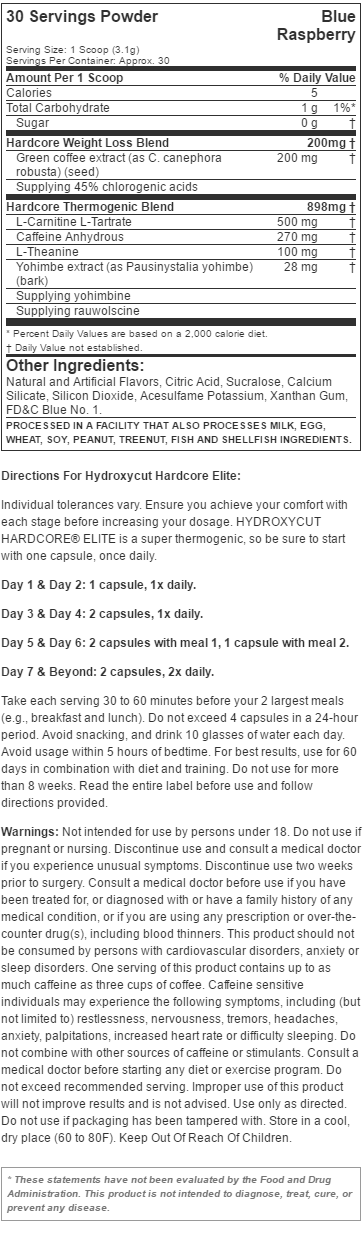 30 Servings Powder Blue
Raspberry
Serving Size: 1 Scoop (3.1g)
Servings Per Container: Approx. 30
Amount Per 1 Scoop % Daily Value
Calories 5
Total Carbohydrate 1 g 1%*
Sugar 0 g †
Hardcore Weight Loss Blend 200mg †
Green coffee extract (as C. canephora 200 mg †
robusta) (seed)
Supplying 45% chlorogenic acids
Hardcore Thermogenic Blend 898mg †
L-Carnitine L-Tartrate 500 mg †
Caffeine Anhydrous 270 mg †
L-Theanine 100 mg †
Yohimbe extract (as Pausinystalia yohimbe) 28 mg †
(bark)
Supplying yohimbine
Supplying rauwolscine
* Percent Daily Values are based on a 2,000 calorie diet.
† Daily Value not established.
Other Ingredients:
Natural and Artificial Flavors, Citric Acid, Sucralose, Calcium
Silicate, Silicon Dioxide, Acesulfame Potassium, Xanthan Gum,
FD&C Blue No. 1.
PROCESSED IN A FACILITY THAT ALSO PROCESSES MILK, EGG,
WHEAT, SOY, PEANUT, TREENUT, FISH AND SHELLFISH INGREDIENTS.
Directions For Hydroxycut Hardcore Elite:
Individual tolerances vary. Ensure you achieve your comfort with
each stage before increasing your dosage. HYDROXYCUT
HARDCORE® ELITE is a super thermogenic, so be sure to start
with one capsule, once daily.
Day 1 & Day 2: 1 capsule, 1x daily.
Day 3 & Day 4: 2 capsules, 1x daily.
Day 5 & Day 6: 2 capsules with meal 1, 1 capsule with meal 2.
Day 7 & Beyond: 2 capsules, 2x daily.
Take each serving 30 to 60 minutes before your 2 largest meals
(e.g., breakfast and lunch). Do not exceed 4 capsules in a 24-hour
period. Avoid snacking, and drink 10 glasses of water each day.
Avoid usage within 5 hours of bedtime. For best results, use for 60
days in combination with diet and training. Do not use for more
than 8 weeks. Read the entire label before use and follow
directions provided.
Warnings: Not intended for use by persons under 18. Do not use if
pregnant or nursing. Discontinue use and consult a medical doctor
if you experience unusual symptoms. Discontinue use two weeks
prior to surgery. Consult a medical doctor before use if you have
been treated for, or diagnosed with or have a family history of any
medical condition, or if you are using any prescription or over-the-
counter drug(s), including blood thinners. This product should not
be consumed by persons with cardiovascular disorders, anxiety or
sleep disorders. One serving of this product contains up to as
much caffeine as three cups of coffee. Caffeine sensitive
individuals may experience the following symptoms, including (but
not limited to) restlessness, nervousness, tremors, headaches,
anxiety, palpitations, increased heart rate or difficulty sleeping. Do
not combine with other sources of caffeine or stimulants. Consult a
medical doctor before starting any diet or exercise program. Do
not exceed recommended serving. Improper use of this product
will not improve results and is not advised. Use only as directed.
Do not use if packaging has been tampered with. Store in a cool,
dry place (60 to 80F). Keep Out Of Reach Of Children.
* These statements have not been evaluated by the Food and Drug
Administration. This product is not intended to diagnose, treat, cure, or
prevent any disease.